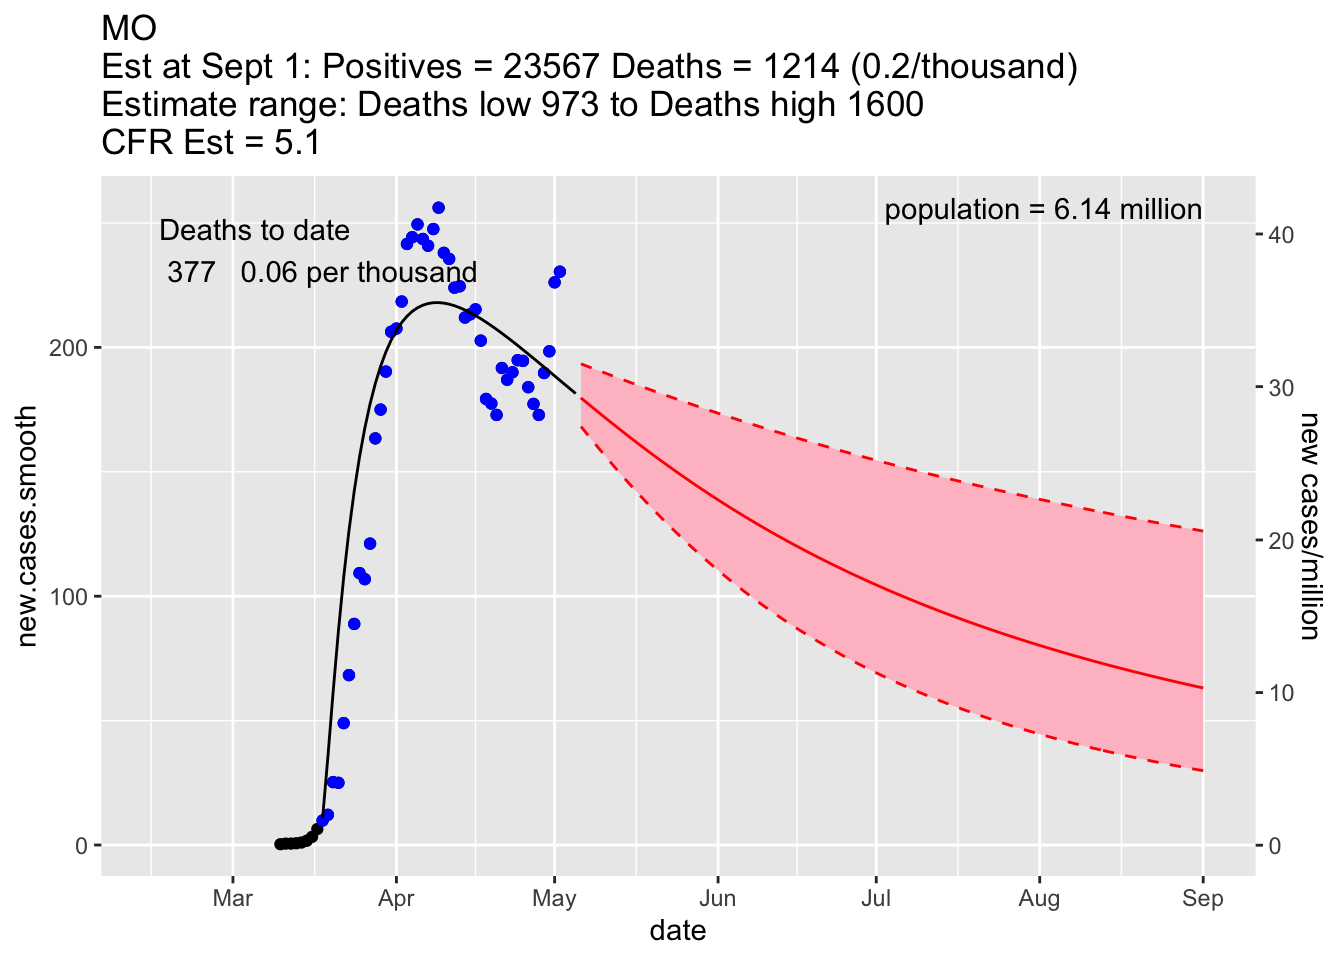 MO
Est at Sept 1: Positives = 23567 Deaths = 1214 (0.2/thousand)
Estimate range: Deaths low 973 to Deaths high 1600
CFR Est = 5.1
population = 6.14 million
Deaths to date
377 0.06 per thousand
new.cases.smooth
200
100
0
40
30
20
10
0
new cases/million
Mar Apr May Jun Jul Aug Sep
date